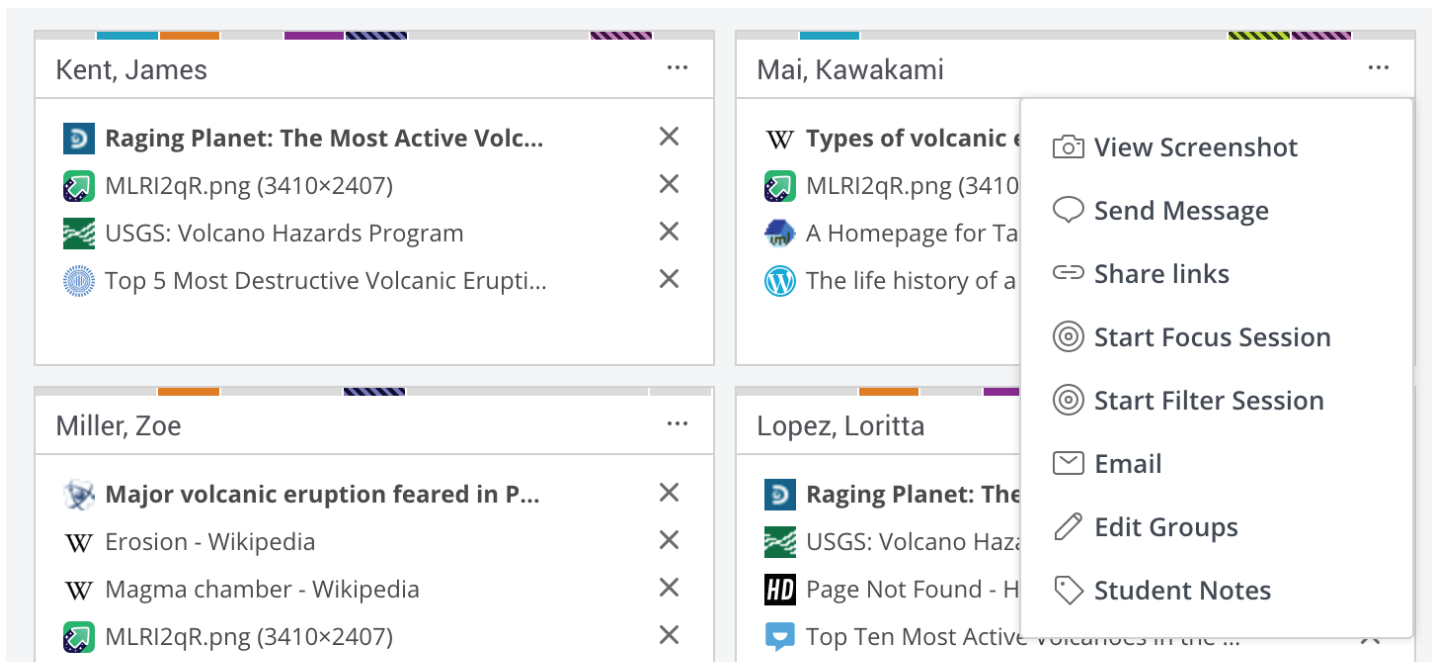 Kent, James
Raging Planet: The Most Active Volc...
MLRI2qR.png (3410×2407)
USGS: Volcano Hazards Program
Top 5 Most Destructive Volcanic Erupti...
Mai, Kawakami
Types of volcanic
MLRI2qR.png (3410
A Homepage for Ta
The life history of a
View Screenshot
Send Message
Share links
Start Focus Session
Start Filter Session
Email
Edit Groups
Student Notes
Miller, Zoe
Major volcanic eruption feared in P...
W Erosion - Wikipedia
W Magma chamber - Wikipedia
MLRI2qR.png (3410×2407)
Lopez, Loritta
Raging Planet: The
USGS: Volcano Haza
HD Page Not Found - H
Top Ten Most Active Volcanoes in the ...